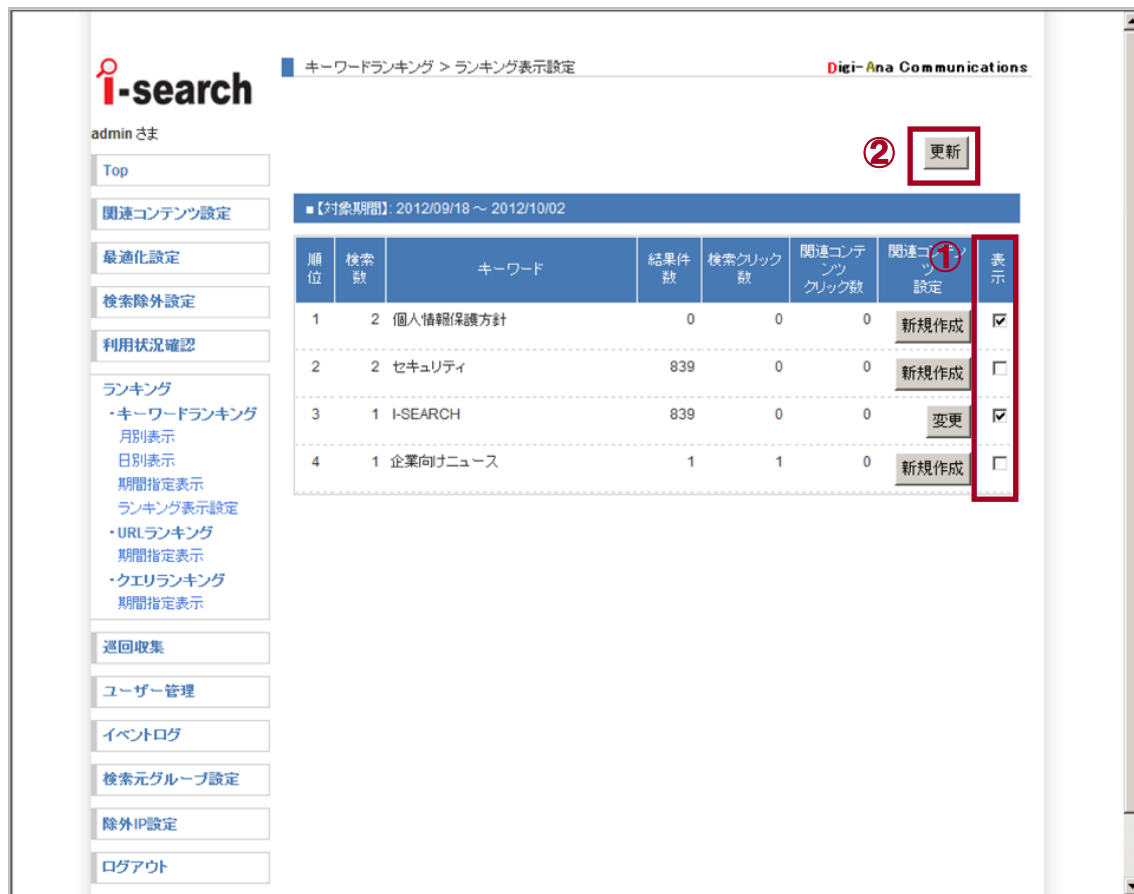 i-search
キーワードランキング > ランキング表示設定
Digi-Ana Communications
admin さま
② 更新
Top
関連コンテンツ設定
最適化設定
検索除外設定
利用状況確認
ランキング
・キーワードランキング
月別表示
日別表示
期間指定表示
ランキング表示設定
・URLランキング
期間指定表示
・クエリランキング
期間指定表示
巡回収集
ユーザー管理
イベントログ
検索元グループ設定
除外IP設定
ログアウト
■【対象期間】: 2012/09/18 ~ 2012/10/02
①
順位 検索数 キーワード 結果件数 検索クリック数 関連コンテンツクリック数 関連コンテンツ設定 表示
1 2 個人情報保護方針 0 0 0 新規作成
2 2 セキュリティ 839 0 0 新規作成
3 1 I-SEARCH 839 0 0 変更
4 1 企業向けニュース 1 1 0 新規作成